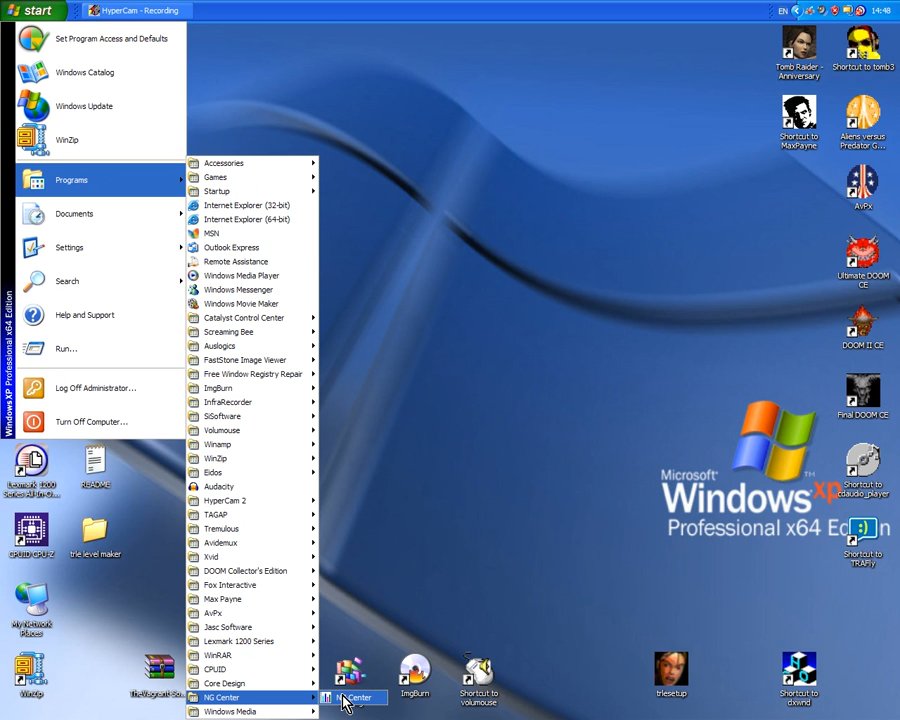 start
HyperCam - Recording
EN
14:48
Set Program Access and Defaults
Windows Catalog
Windows Update
WinZip
Programs
Documents
Settings
Search
Help and Support
Run...
Log Off Administrator...
Turn Off Computer...
Windows XP Professional x64 Edition
Accessories
Games
Startup
Internet Explorer (32-bit)
Internet Explorer (64-bit)
MSN
Outlook Express
Remote Assistance
Windows Media Player
Windows Messenger
Windows Movie Maker
Catalyst Control Center
Screaming Bee
Auslogics
FastStone Image Viewer
Free Window Registry Repair
ImgBurn
InfraRecorder
SiSoftware
Volumouse
Winamp
WinZip
Eidos
Audacity
HyperCam 2
TAGAP
Tremulous
Avidemux
Xvid
DOOM Collector's Edition
Fox Interactive
Max Payne
AvPx
Jasc Software
Lexmark 1200 Series
WinRAR
CPUID
Core Design
NG Center
Windows Media
Center
Tomb Raider -
Anniversary
Shortcut to tomb3
Shortcut to
MaxPayne
Aliens versus
Predator G...
AvPx
Ultimate DOOM
CE
DOOM II CE
Final DOOM CE
Shortcut to
cdaudio_player
Shortcut to
TRAFly
Microsoft
Windows xp
Professional x64 Edition
Lexmark 1200
Series All-In-O...
README
CPUID CPU-Z
trle level maker
My Network
Places
WinZip
ImgBurn
Shortcut to
volumouse
trlesetup
Shortcut to
dxwnd